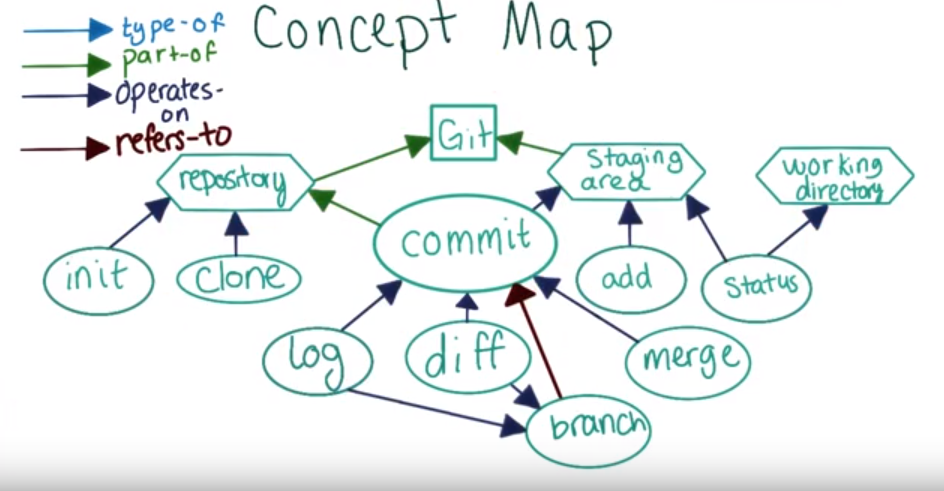 type-of
Concept Map
part-of
operates-
on
refers-to
Git
repository
Staging
area
working
directory
commit
init
clone
add
status
log
diff
merge
branch